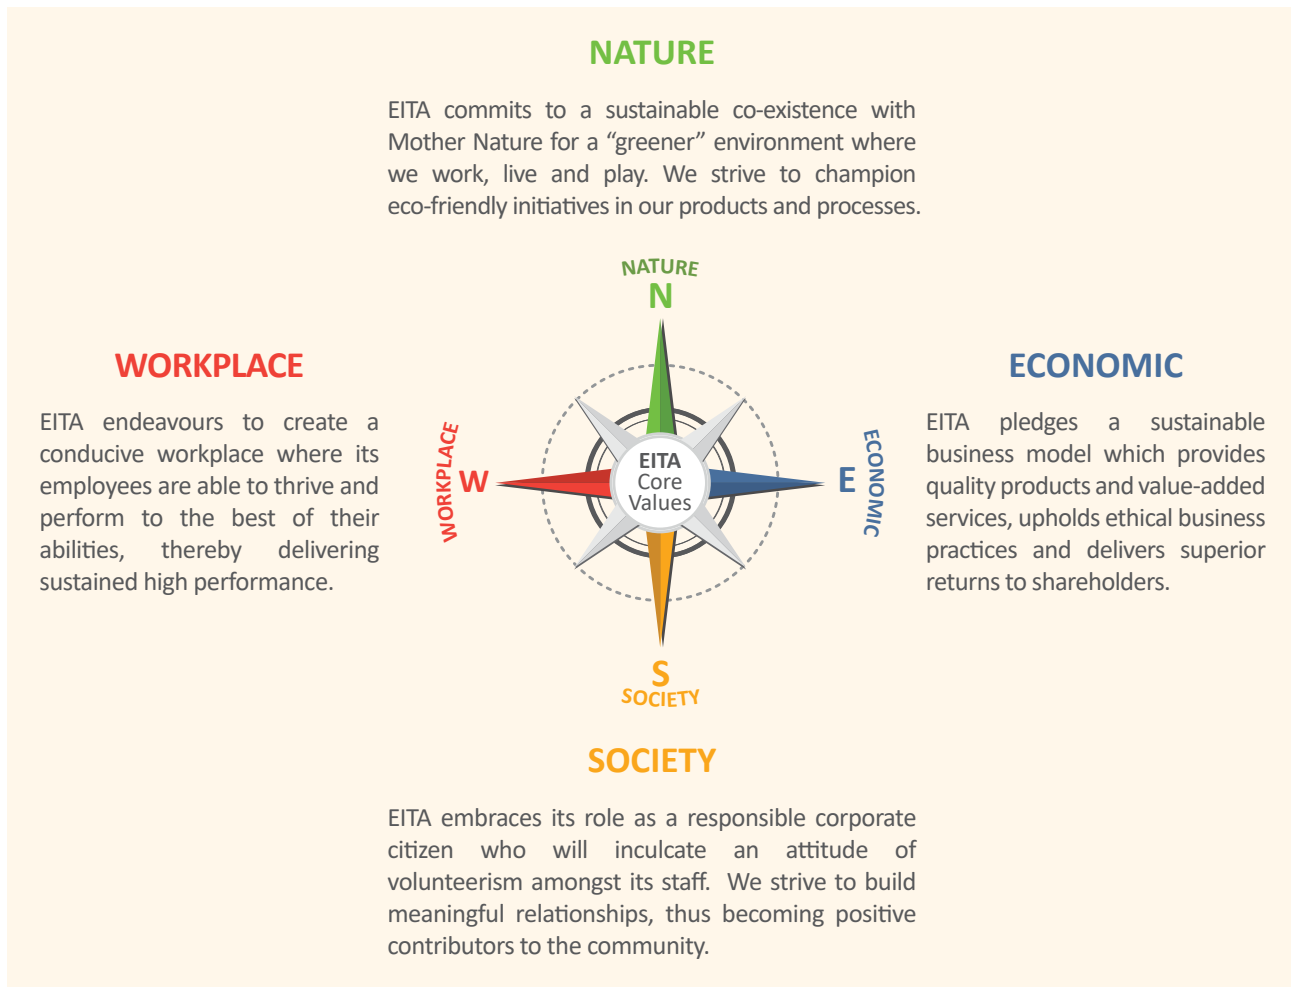 NATURE
EITA commits to a sustainable co-existence with
Mother Nature for a “greener” environment where
we work, live and play. We strive to champion
eco-friendly initiatives in our products and processes.
NATURE
N
WORKPLACE
EITA endeavours to create a
conducive workplace where its
employees are able to thrive and
perform to the best of their
abilities, thereby delivering
sustained high performance.
WORKPLACE
W
EITA
Core
Values
E
ECONOMIC
ECONOMIC
EITA pledges a sustainable
business model which provides
quality products and value-added
services, upholds ethical business
practices and delivers superior
returns to shareholders.
S
SOCIETY
SOCIETY
EITA embraces its role as a responsible corporate
citizen who will inculcate an attitude of
volunteerism amongst its staff. We strive to build
meaningful relationships, thus becoming positive
contributors to the community.